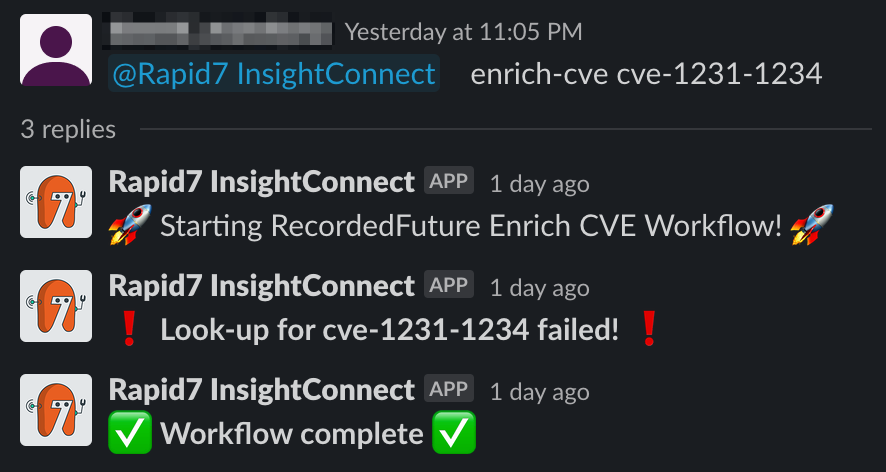 Yesterday at 11:05 PM
@Rapid7 InsightConnect enrich-cve cve-1231-1234
3 replies
Rapid7 InsightConnect APP 1 day ago
🚀 Starting RecordedFuture Enrich CVE Workflow! 🚀
Rapid7 InsightConnect APP 1 day ago
❗ Look-up for cve-1231-1234 failed! ❗
Rapid7 InsightConnect APP 1 day ago
✅ Workflow complete ✅